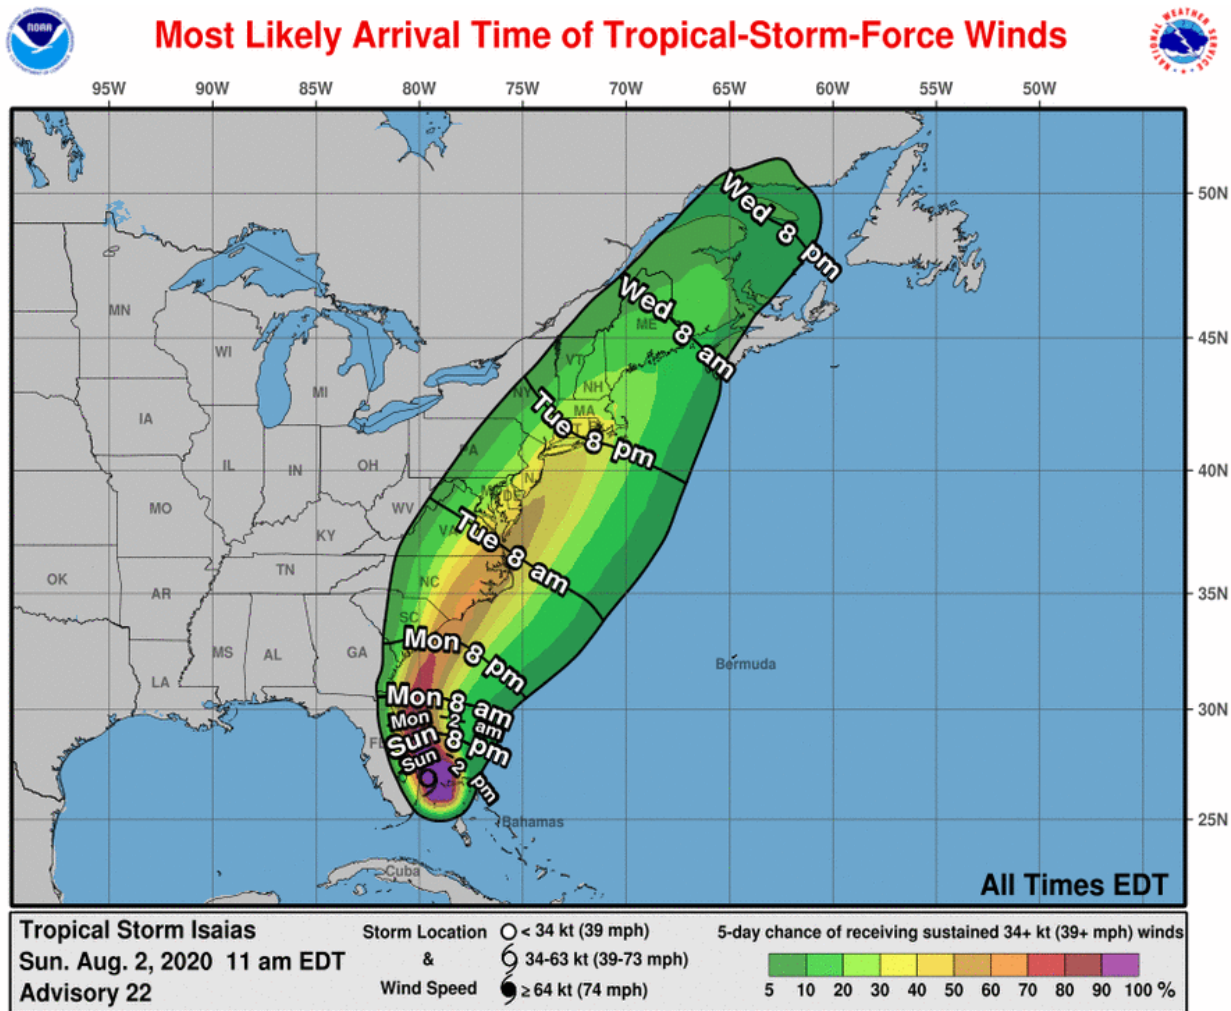 NOAA
Most Likely Arrival Time of Tropical-Storm-Force Winds
NATIONAL WEATHER SERVICE
95W 90W 85W 80W 75W 70W 65W 60W 55W 50W
50N
Wed 8 pm
MN
Wed 8 am
ME
45N
WI
VT
MI
NH
NY
IA
Tue 8 pm
MA
PA
IL
IN
OH
40N
NJ
DE
MO
WV
VA
KY
Tue 8 am
OK
TN
NC
AR
35N
SC
Mon 8 pm
MS
AL
GA
Bermuda
LA
Mon 8 am
30N
Mon 2 am
Sun 8 pm
Sun 2 pm
25N
Bahamas
Cuba
All Times EDT
Tropical Storm Isaias
Sun. Aug. 2, 2020 11 am EDT
Advisory 22
Storm Location
&
Wind Speed
< 34 kt (39 mph)
34-63 kt (39-73 mph)
≥ 64 kt (74 mph)
5-day chance of receiving sustained 34+ kt (39+ mph) winds
5 10 20 30 40 50 60 70 80 90 100 %